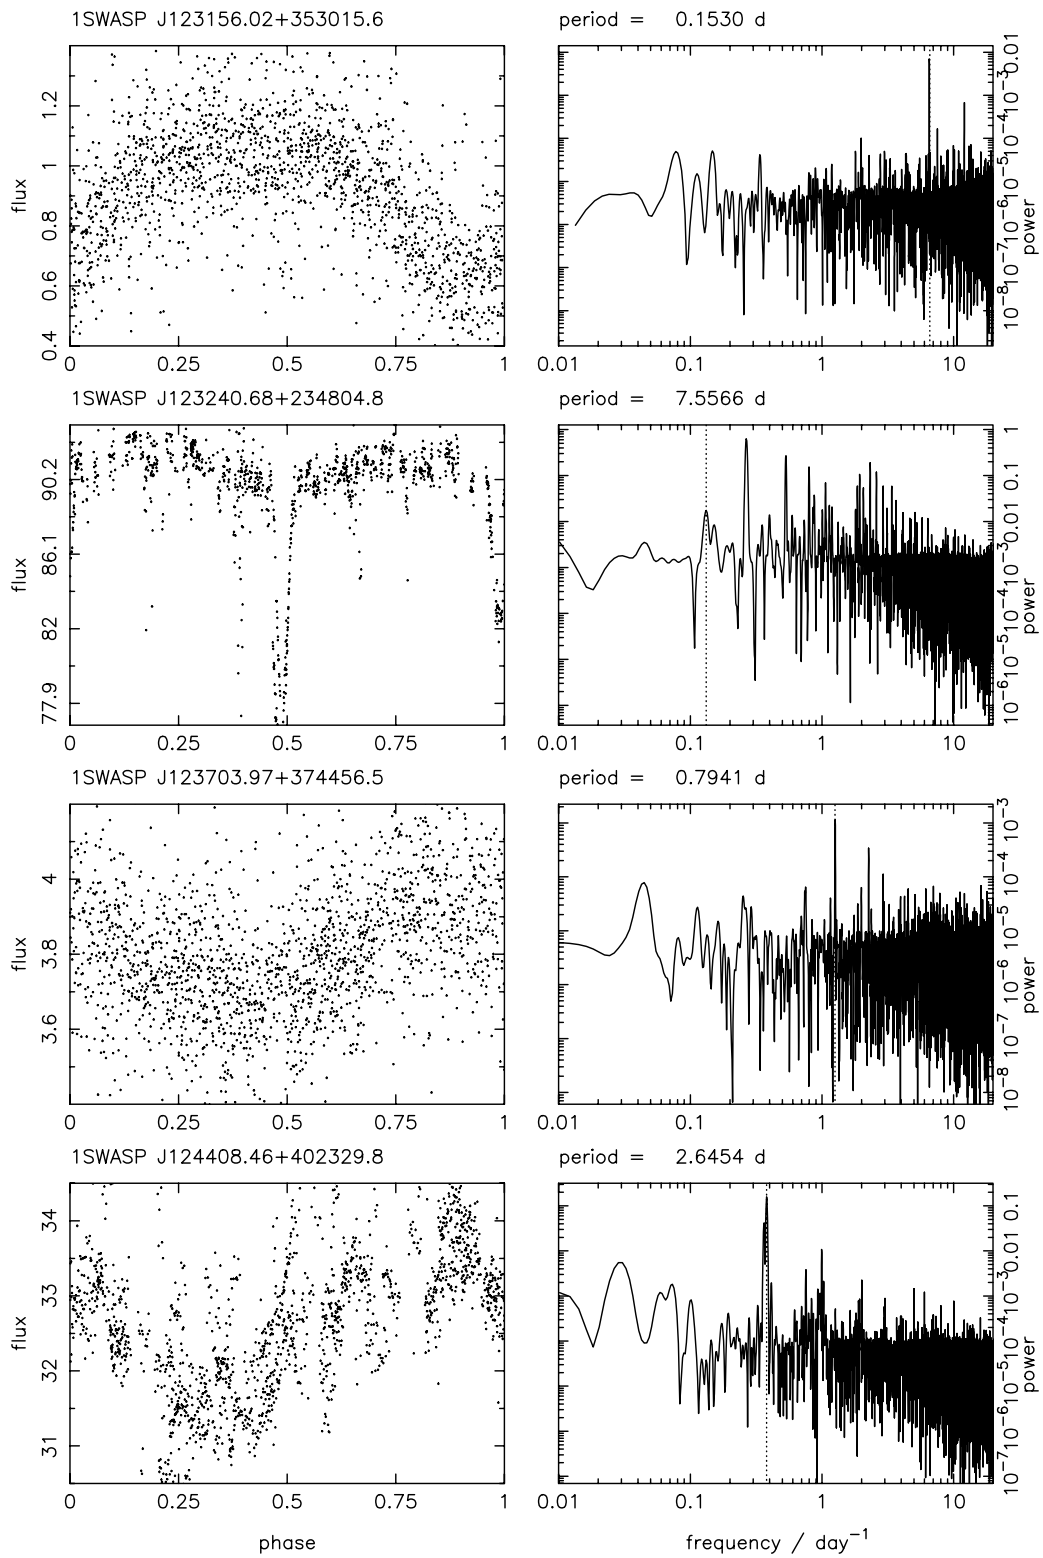 1SWASP J123156.02+353015.6
period = 0.1530 d
flux
0.4 0.6 0.8 1 1.2
0 0.25 0.5 0.75 1
0.01 0.1 1 10
10⁻⁸ 10⁻⁷ 10⁻⁶ 10⁻⁵ 10⁻⁴ 10⁻³ 0.01
power
1SWASP J123240.68+234804.8
period = 7.5566 d
flux
77.9 82 86.1 90.2
0 0.25 0.5 0.75 1
0.01 0.1 1 10
10⁻⁶ 10⁻⁵ 10⁻⁴ 10⁻³ 0.01 0.1 1
power
1SWASP J123703.97+374456.5
period = 0.7941 d
flux
3.6 3.8 4
0 0.25 0.5 0.75 1
0.01 0.1 1 10
10⁻⁸ 10⁻⁷ 10⁻⁶ 10⁻⁵ 10⁻⁴ 10⁻³
power
1SWASP J124408.46+402329.8
period = 2.6454 d
flux
31 32 33 34
0 0.25 0.5 0.75 1
0.01 0.1 1 10
10⁻⁷ 10⁻⁶ 10⁻⁵ 10⁻⁴ 10⁻³ 0.01 0.1
power
phase
frequency / day⁻¹